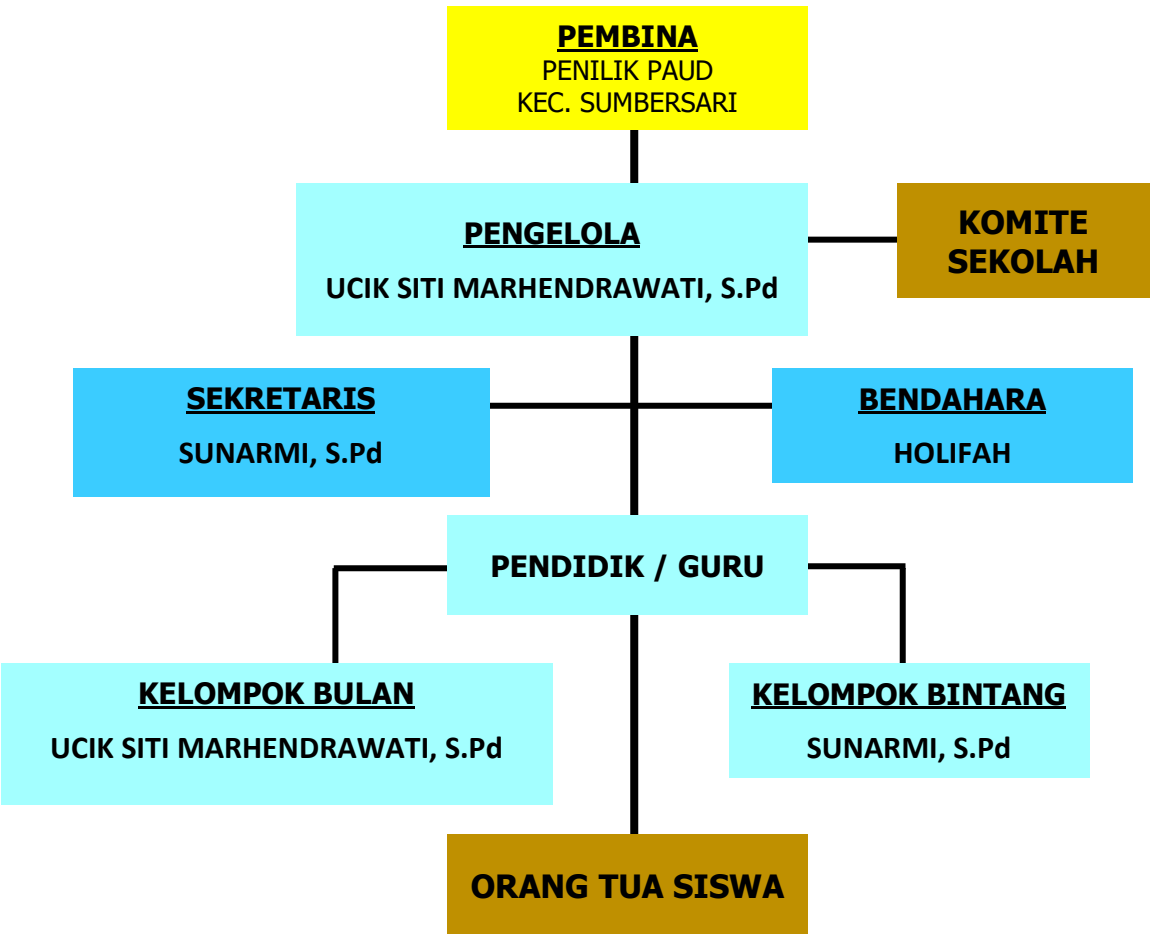 PEMBINA
PENILIK PAUD
KEC. SUMBERSARI
PENGELOLA
UCIK SITI MARHENDRAWATI, S.Pd
KOMITE
SEKOLAH
SEKRETARIS
SUNARMI, S.Pd
BENDAHARA
HOLIFAH
PENDIDIK / GURU
KELOMPOK BULAN
UCIK SITI MARHENDRAWATI, S.Pd
KELOMPOK BINTANG
SUNARMI, S.Pd
ORANG TUA SISWA